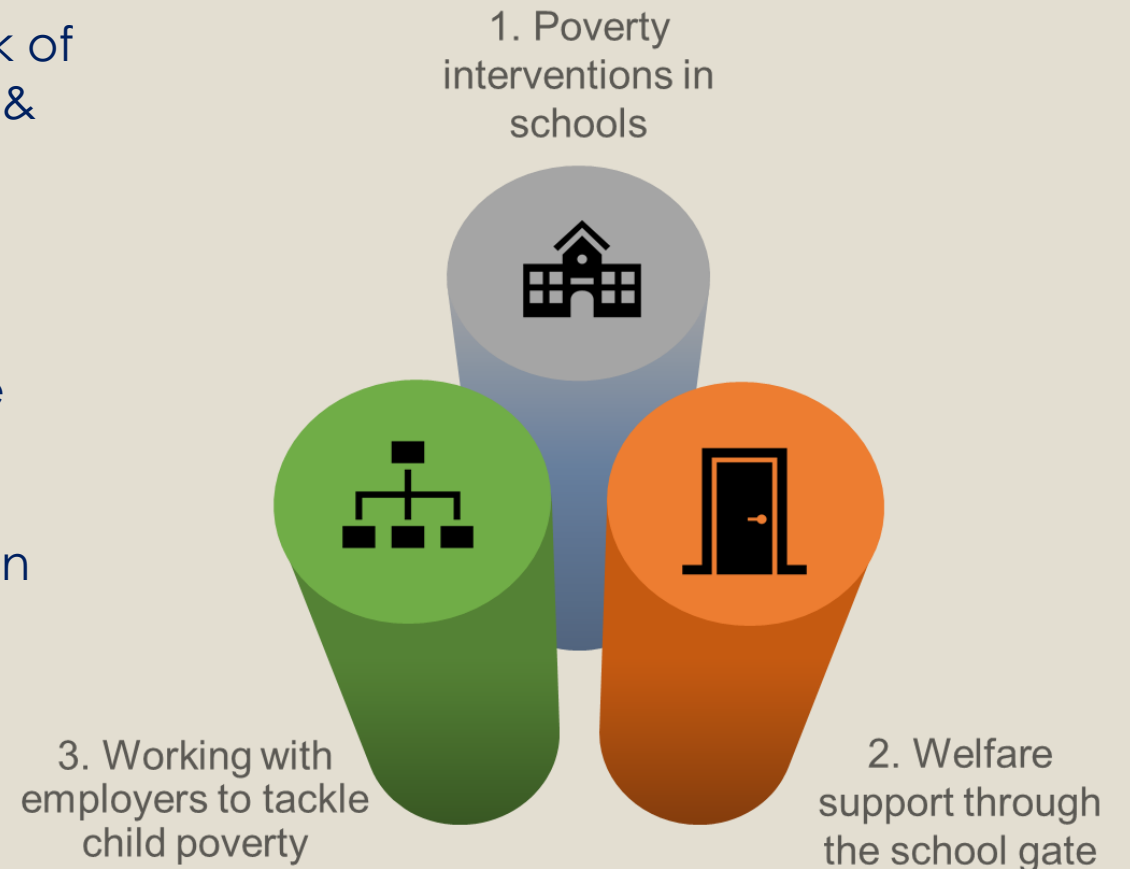 k of
&
e
n
1. Poverty
interventions in
schools
3. Working with
employers to tackle
child poverty
2. Welfare
support through
the school gate